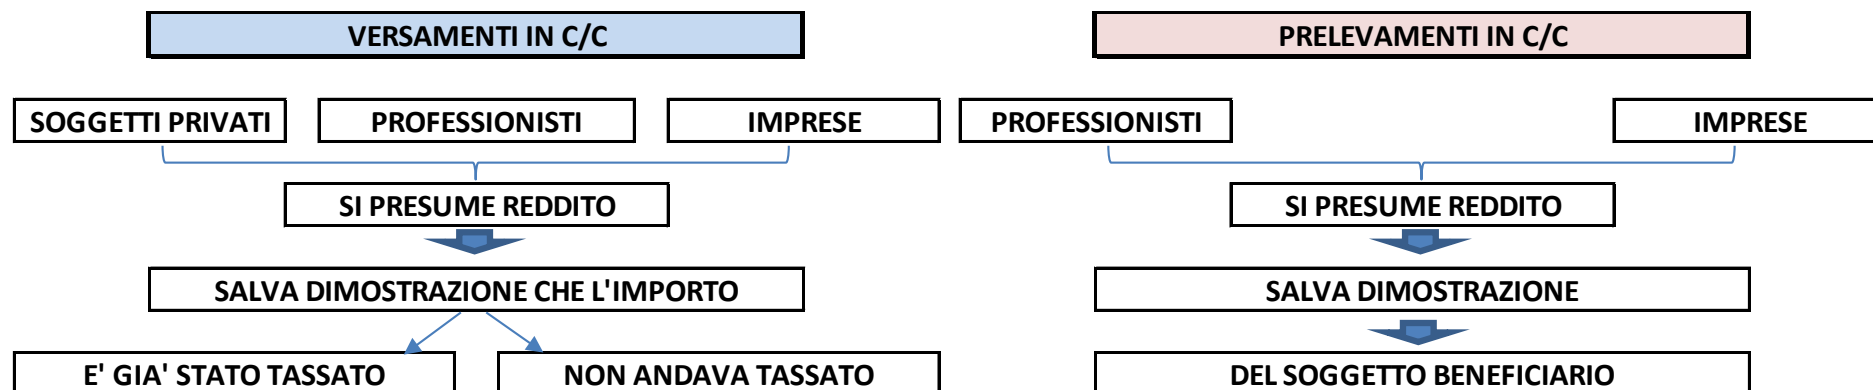 VERSAMENTI IN C/C
SOGGETTI PRIVATI
PROFESSIONISTI
IMPRESE
SI PRESUME REDDITO
SALVA DIMOSTRAZIONE CHE L'IMPORTO
E' GIA' STATO TASSATO
NON ANDAVA TASSATO
PRELEVAMENTI IN C/C
PROFESSIONISTI
IMPRESE
SI PRESUME REDDITO
SALVA DIMOSTRAZIONE
DEL SOGGETTO BENEFICIARIO